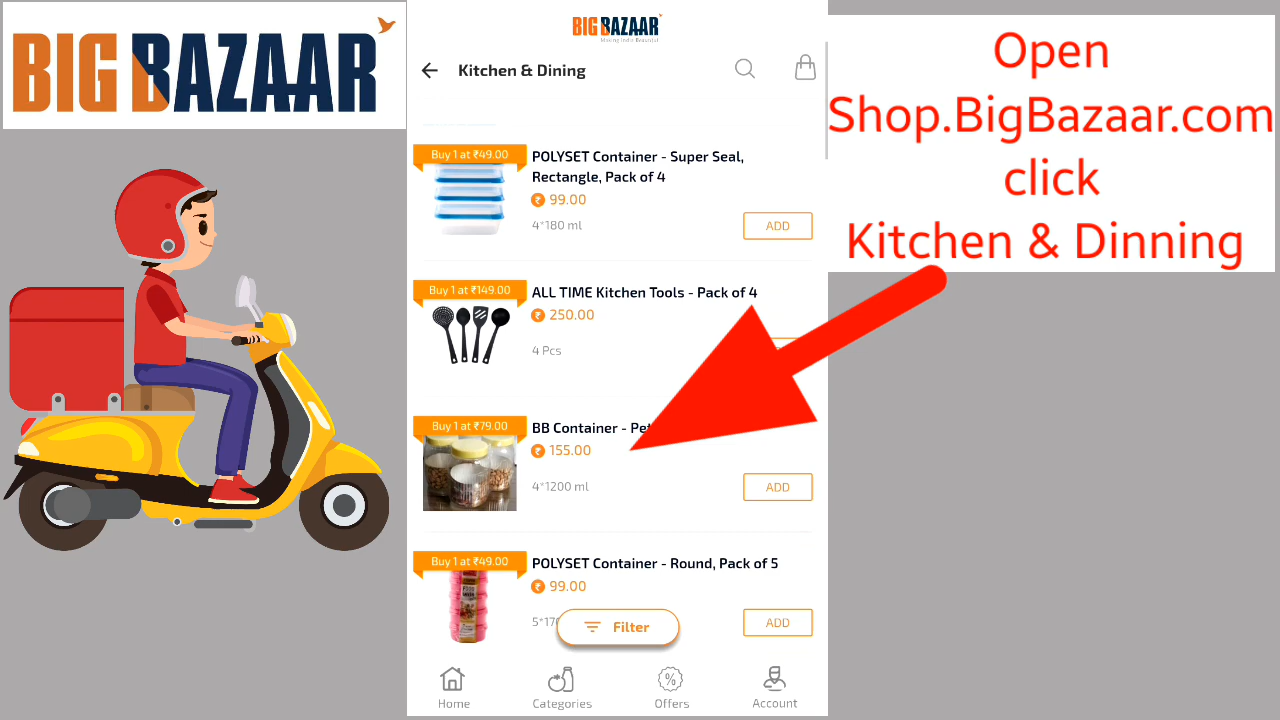 BIG BAZAAR
BIG BAZAAR
Making India Beautiful
Kitchen & Dining
Buy 1 at ₹49.00
POLYSET Container - Super Seal,
Rectangle, Pack of 4
₹ 99.00
4*180 ml
ADD
Buy 1 at ₹149.00
ALL TIME Kitchen Tools - Pack of 4
₹ 250.00
4 Pcs
Buy 1 at ₹79.00
BB Container - Pet
₹ 155.00
4*1200 ml
ADD
Buy 1 at ₹49.00
POLYSET Container - Round, Pack of 5
₹ 99.00
ADD
Filter
Home
Categories
Offers
Account
Open
Shop.BigBazaar.com
click
Kitchen & Dinning